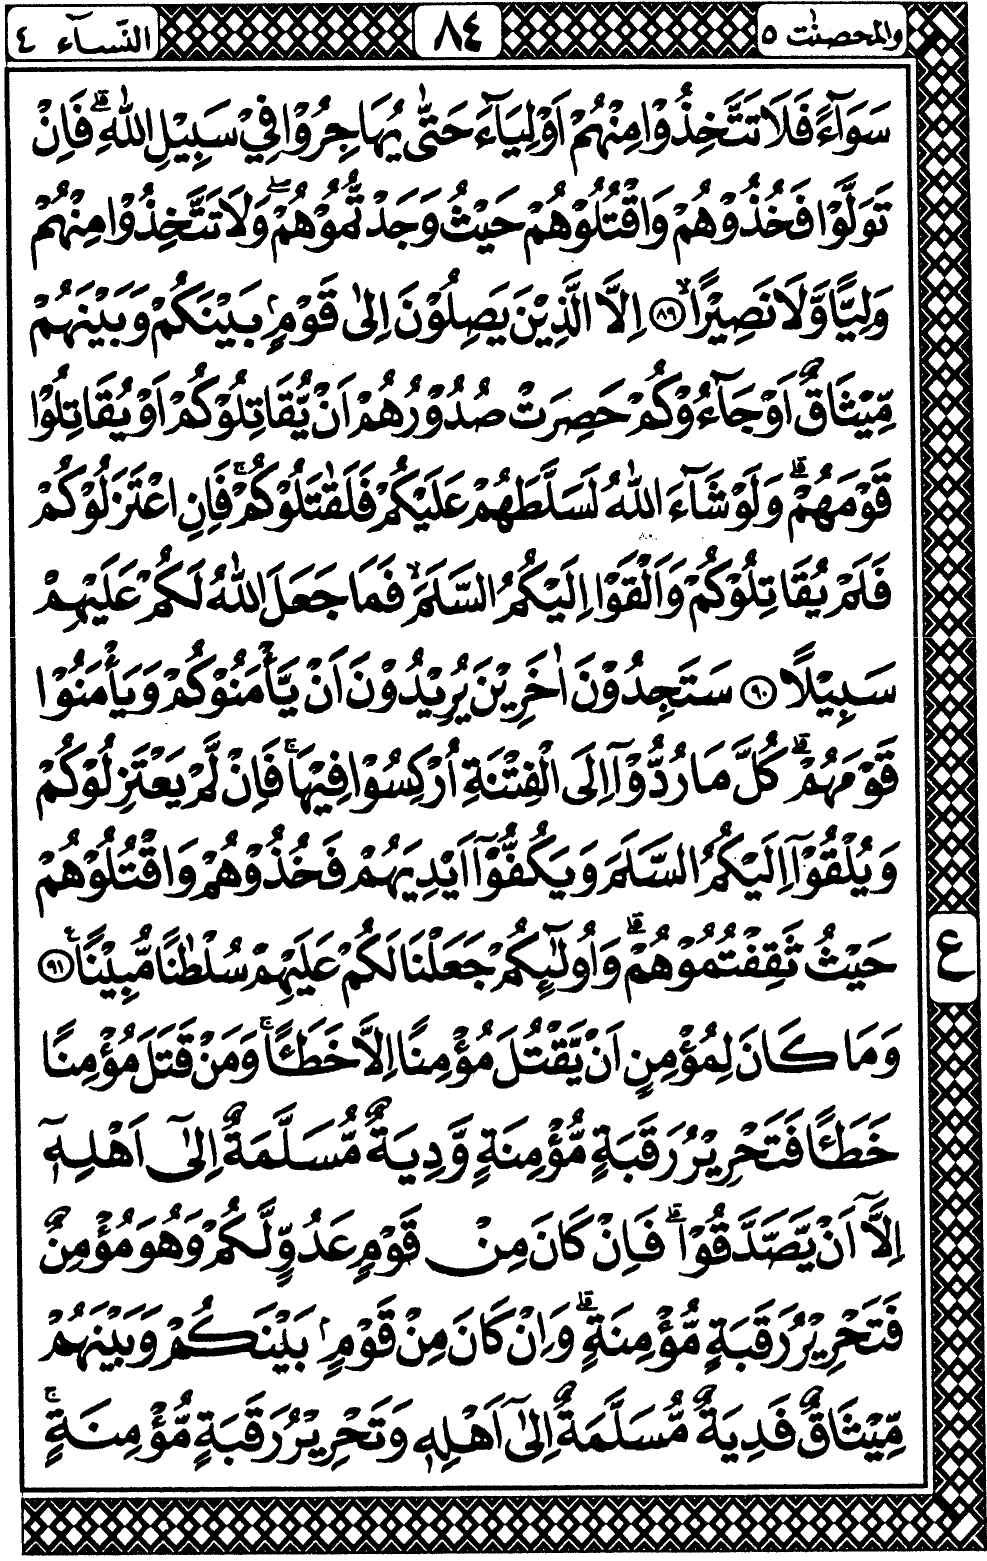 والمحصنٰت ٥ ٨٤ النسآء ٤
سَوَآءً فَلَا تَتَّخِذُوْا مِنْهُمْ اَوْلِيَآءَ حَتّٰى يُهَاجِرُوْا فِيْ سَبِيْلِ اللّٰهِ ۗ فَاِنْ
تَوَلَّوْا فَخُذُوْهُمْ وَاقْتُلُوْهُمْ حَيْثُ وَجَدْتُّمُوْهُمْ ۖ وَلَا تَتَّخِذُوْا مِنْهُمْ
وَلِيًّا وَّلَا نَصِيْرًا ۙ ٨٩ اِلَّا الَّذِيْنَ يَصِلُوْنَ اِلٰى قَوْمٍۭ بَيْنَكُمْ وَبَيْنَهُمْ
مِّيْثَاقٌ اَوْ جَآءُوْكُمْ حَصِرَتْ صُدُوْرُهُمْ اَنْ يُّقَاتِلُوْكُمْ اَوْ يُقَاتِلُوْا
قَوْمَهُمْ ۗ وَلَوْ شَآءَ اللّٰهُ لَسَلَّطَهُمْ عَلَيْكُمْ فَلَقٰتَلُوْكُمْ ۚ فَاِنِ اعْتَزَلُوْكُمْ
فَلَمْ يُقَاتِلُوْكُمْ وَاَلْقَوْا اِلَيْكُمُ السَّلَمَ ۙ فَمَا جَعَلَ اللّٰهُ لَكُمْ عَلَيْهِمْ
سَبِيْلًا ٩٠ سَتَجِدُوْنَ اٰخَرِيْنَ يُرِيْدُوْنَ اَنْ يَّأْمَنُوْكُمْ وَيَأْمَنُوْا
قَوْمَهُمْ ۗ كُلَّ مَا رُدُّوْٓا اِلَى الْفِتْنَةِ اُرْكِسُوْا فِيْهَا ۚ فَاِنْ لَّمْ يَعْتَزِلُوْكُمْ
وَيُلْقُوْٓا اِلَيْكُمُ السَّلَمَ وَيَكُفُّوْٓا اَيْدِيَهُمْ فَخُذُوْهُمْ وَاقْتُلُوْهُمْ
حَيْثُ ثَقِفْتُمُوْهُمْ ۗ وَاُولٰٓئِكُمْ جَعَلْنَا لَكُمْ عَلَيْهِمْ سُلْطٰنًا مُّبِيْنًا ٩١
ع
وَمَا كَانَ لِمُؤْمِنٍ اَنْ يَّقْتُلَ مُؤْمِنًا اِلَّا خَطَـًٔا ۚ وَمَنْ قَتَلَ مُؤْمِنًا
خَطَـًٔا فَتَحْرِيْرُ رَقَبَةٍ مُّؤْمِنَةٍ وَّدِيَةٌ مُّسَلَّمَةٌ اِلٰٓى اَهْلِهٖٓ
اِلَّآ اَنْ يَّصَّدَّقُوْا ۗ فَاِنْ كَانَ مِنْ قَوْمٍ عَدُوٍّ لَّكُمْ وَهُوَ مُؤْمِنٌ
فَتَحْرِيْرُ رَقَبَةٍ مُّؤْمِنَةٍ ۗ وَاِنْ كَانَ مِنْ قَوْمٍۭ بَيْنَكُمْ وَبَيْنَهُمْ
مِّيْثَاقٌ فَدِيَةٌ مُّسَلَّمَةٌ اِلٰٓى اَهْلِهٖ وَتَحْرِيْرُ رَقَبَةٍ مُّؤْمِنَةٍ ۚ